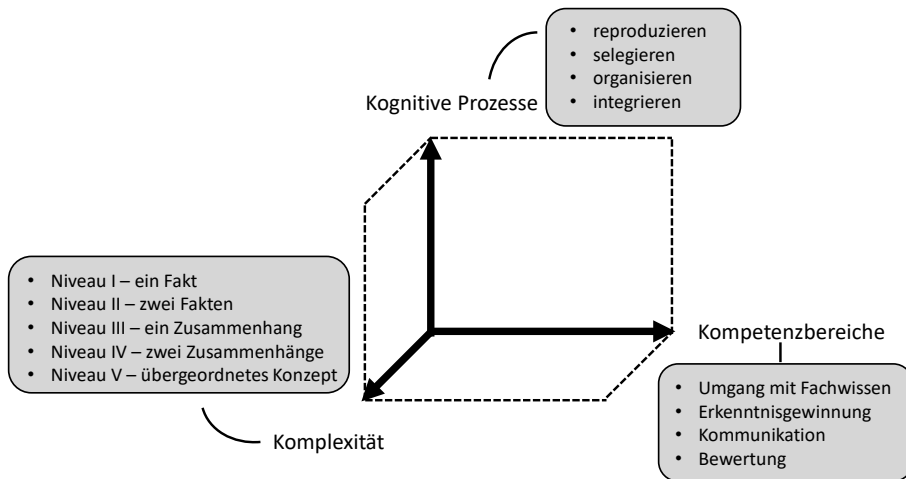 • reproduzieren
• selegieren
• organisieren
• integrieren
Kognitive Prozesse
• Niveau I – ein Fakt
• Niveau II – zwei Fakten
• Niveau III – ein Zusammenhang
• Niveau IV – zwei Zusammenhänge
• Niveau V – übergeordnetes Konzept
Komplexität
Kompetenzbereiche
• Umgang mit Fachwissen
• Erkenntnisgewinnung
• Kommunikation
• Bewertung